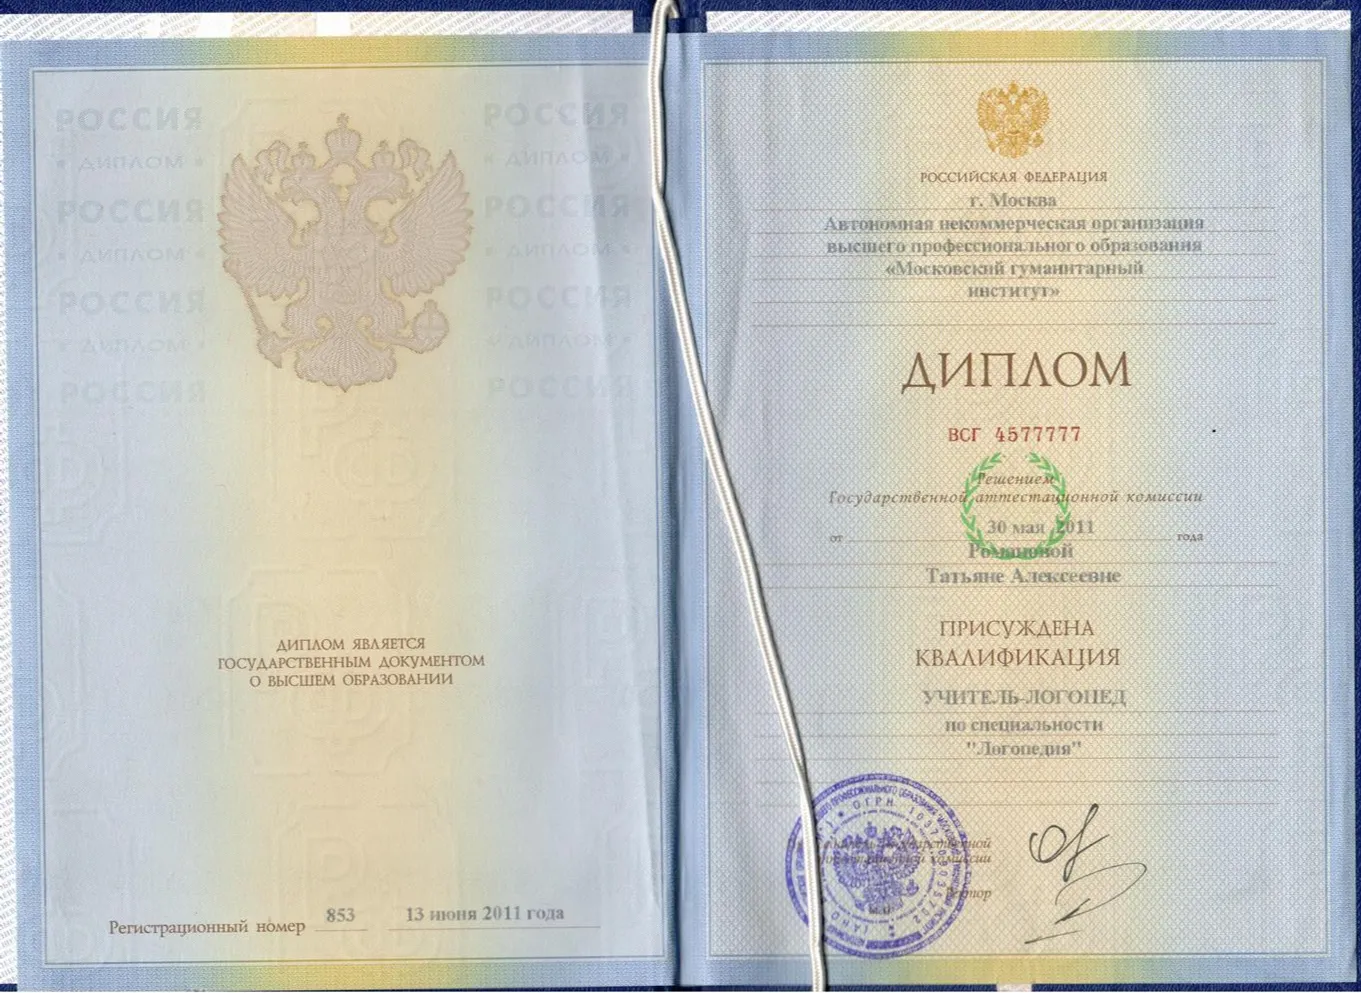 РОССИЯ РОССИЯ
• ДИПЛОМ • • ДИПЛОМ •
РОССИЯ РОССИЯ
• ДИПЛОМ • • ДИПЛОМ •
РОССИЯ РОССИЯ
• ДИПЛОМ • • ДИПЛОМ •
РОССИЯ РОССИЯ
ДИПЛОМ ЯВЛЯЕТСЯ
ГОСУДАРСТВЕННЫМ ДОКУМЕНТОМ
О ВЫСШЕМ ОБРАЗОВАНИИ
Регистрационный номер 853 13 июня 2011 года
РОССИЙСКАЯ ФЕДЕРАЦИЯ
г. Москва
Автономная некоммерческая организация
высшего профессионального образования
«Московский гуманитарный
институт»
ДИПЛОМ
ВСГ 4577777
Решением
Государственной аттестационной комиссии
от 30 мая 2011 года
Романовой
Татьяне Алексеевне
ПРИСУЖДЕНА
КВАЛИФИКАЦИЯ
УЧИТЕЛЬ-ЛОГОПЕД
по специальности
"Логопедия"
комиссии
Ректор